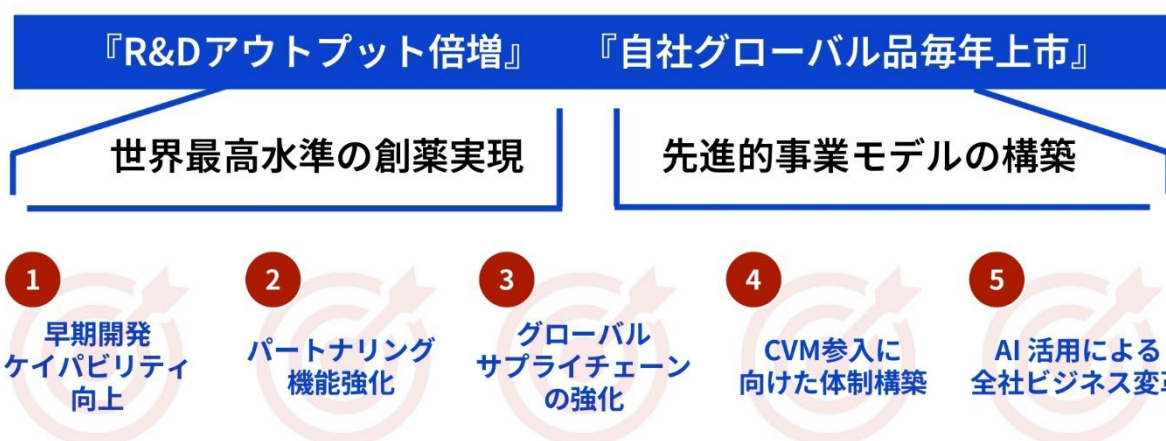 『R&Dアウトプット倍増』 『自社グローバル品毎年上市』
世界最高水準の創薬実現
先進的事業モデルの構築
1
早期開発
ケイパビリティ
向上
2
パートナリング
機能強化
3
グローバル
サプライチェーン
の強化
4
CVM参入に
向けた体制構築
5
AI 活用による
全社ビジネス変革